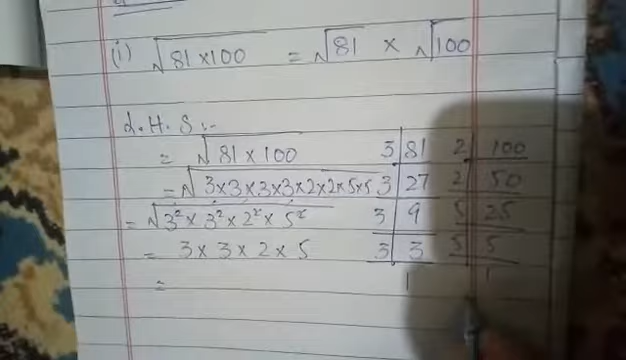 (i) √81×100 = √81 × √100
L.H.S :-
= √81 × 100
= √3×3×3×3×2×2×5×5
= √3² × 3² × 2² × 5²
= 3 × 3 × 2 × 5
=
3 | 81
3 | 27
3 | 9
3 | 3
1
2 | 100
2 | 50
5 | 25
5 | 5
1